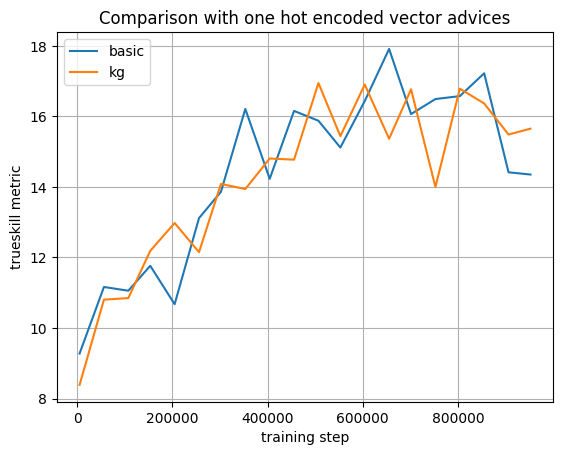 Comparison with one hot encoded vector advices
basic
kg
trueskill metric
18
16
14
12
10
8
0
200000
400000
600000
800000
training step